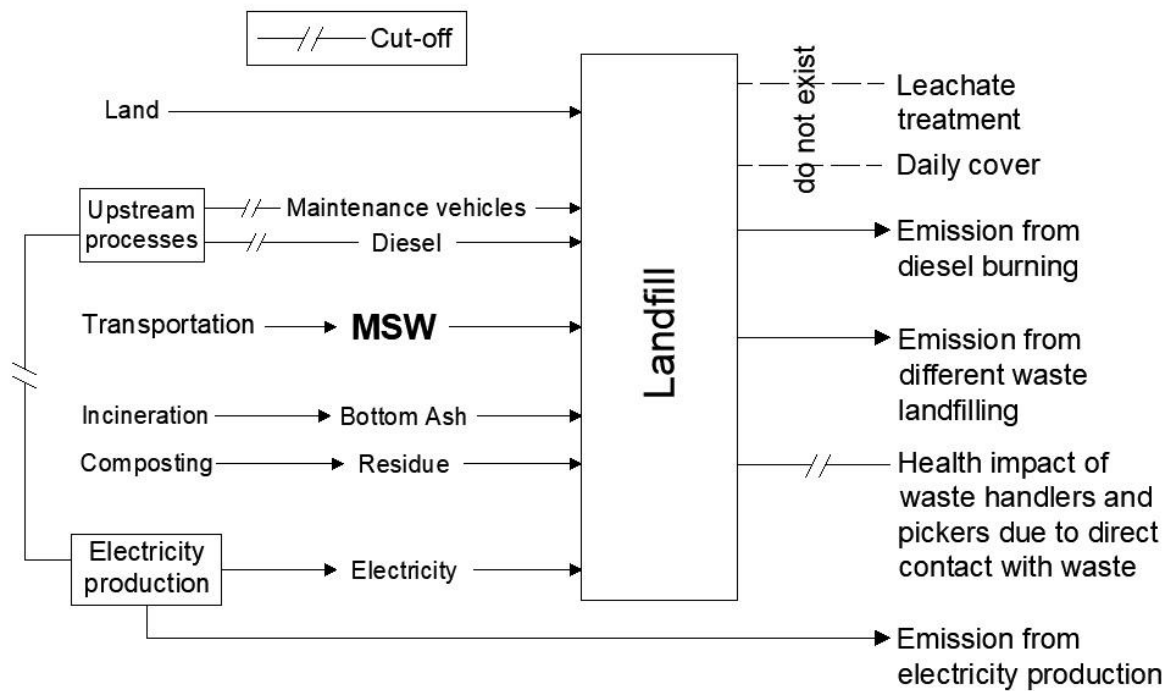 Cut-off
Land
Upstream
processes
Maintenance vehicles
Diesel
Transportation
MSW
Incineration
Bottom Ash
Composting
Residue
Electricity
production
Electricity
Landfill
do not exist
Leachate
treatment
Daily cover
Emission from
diesel burning
Emission from
different waste
landfilling
Health impact of
waste handlers and
pickers due to direct
contact with waste
Emission from
electricity production